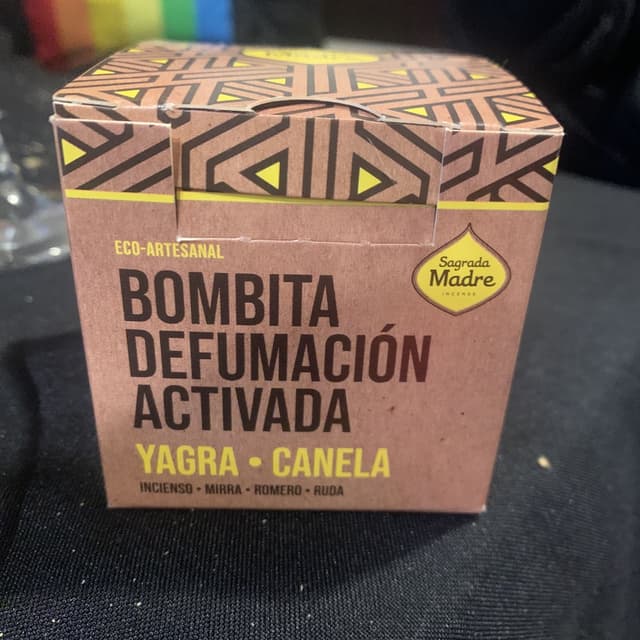 ECO-ARTESANAL
BOMBITA
DEFUMACIÓN
ACTIVADA
YAGRA • CANELA
INCIENSO • MIRRA • ROMERO • RUDA
Sagrada
Madre
INCENSE